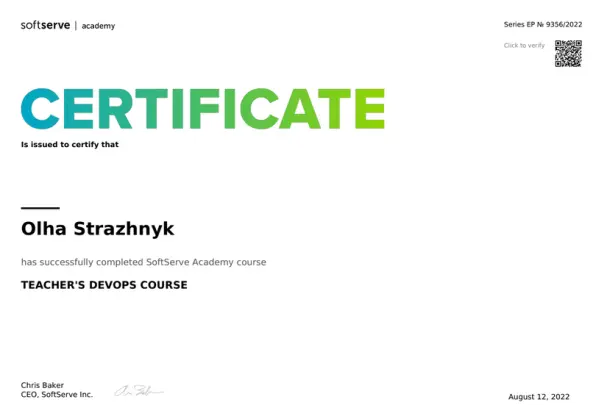 softserve | academy
Series EP № 9356/2022
Click to verify
CERTIFICATE
Is issued to certify that
Olha Strazhnyk
has successfully completed SoftServe Academy course
TEACHER'S DEVOPS COURSE
Chris Baker
CEO, SoftServe Inc.
August 12, 2022